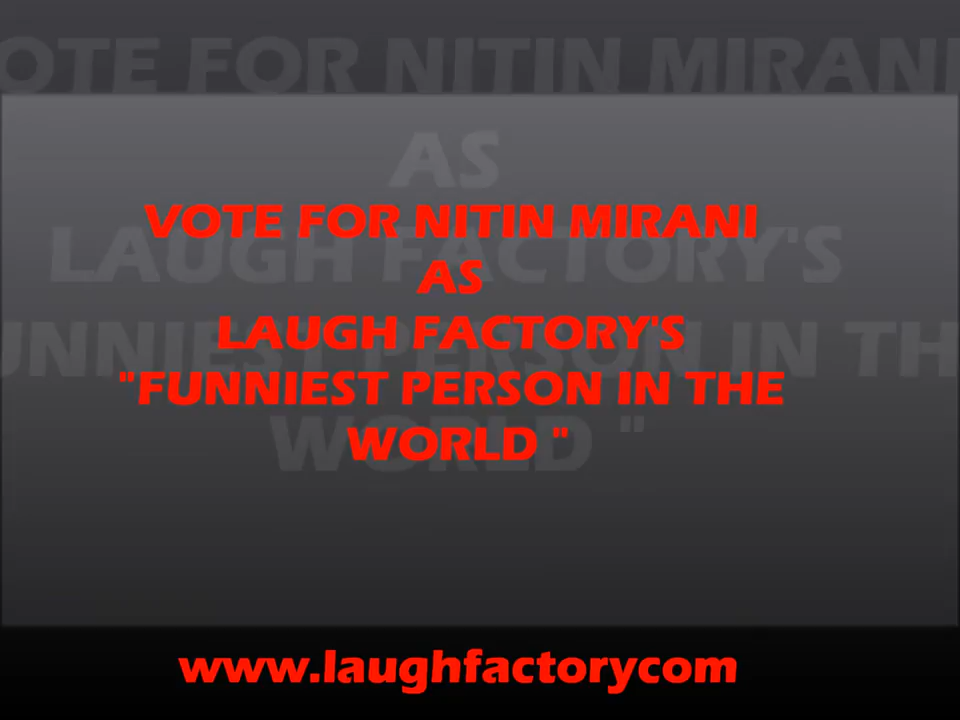 VOTE FOR NITIN MIRANI
AS
LAUGH FACTORY'S
"FUNNIEST PERSON IN THE
WORLD "
www.laughfactorycom